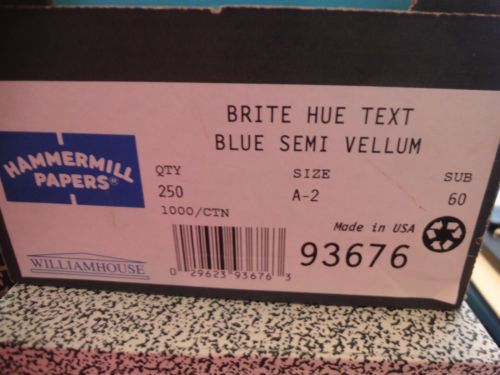 BRITE HUE TEXT
BLUE SEMI VELLUM
HAMMERMILL
PAPERS®
QTY SIZE SUB
250 A-2 60
1000/CTN
Made in USA
93676
WILLIAMHOUSE
0 29623 93676 3